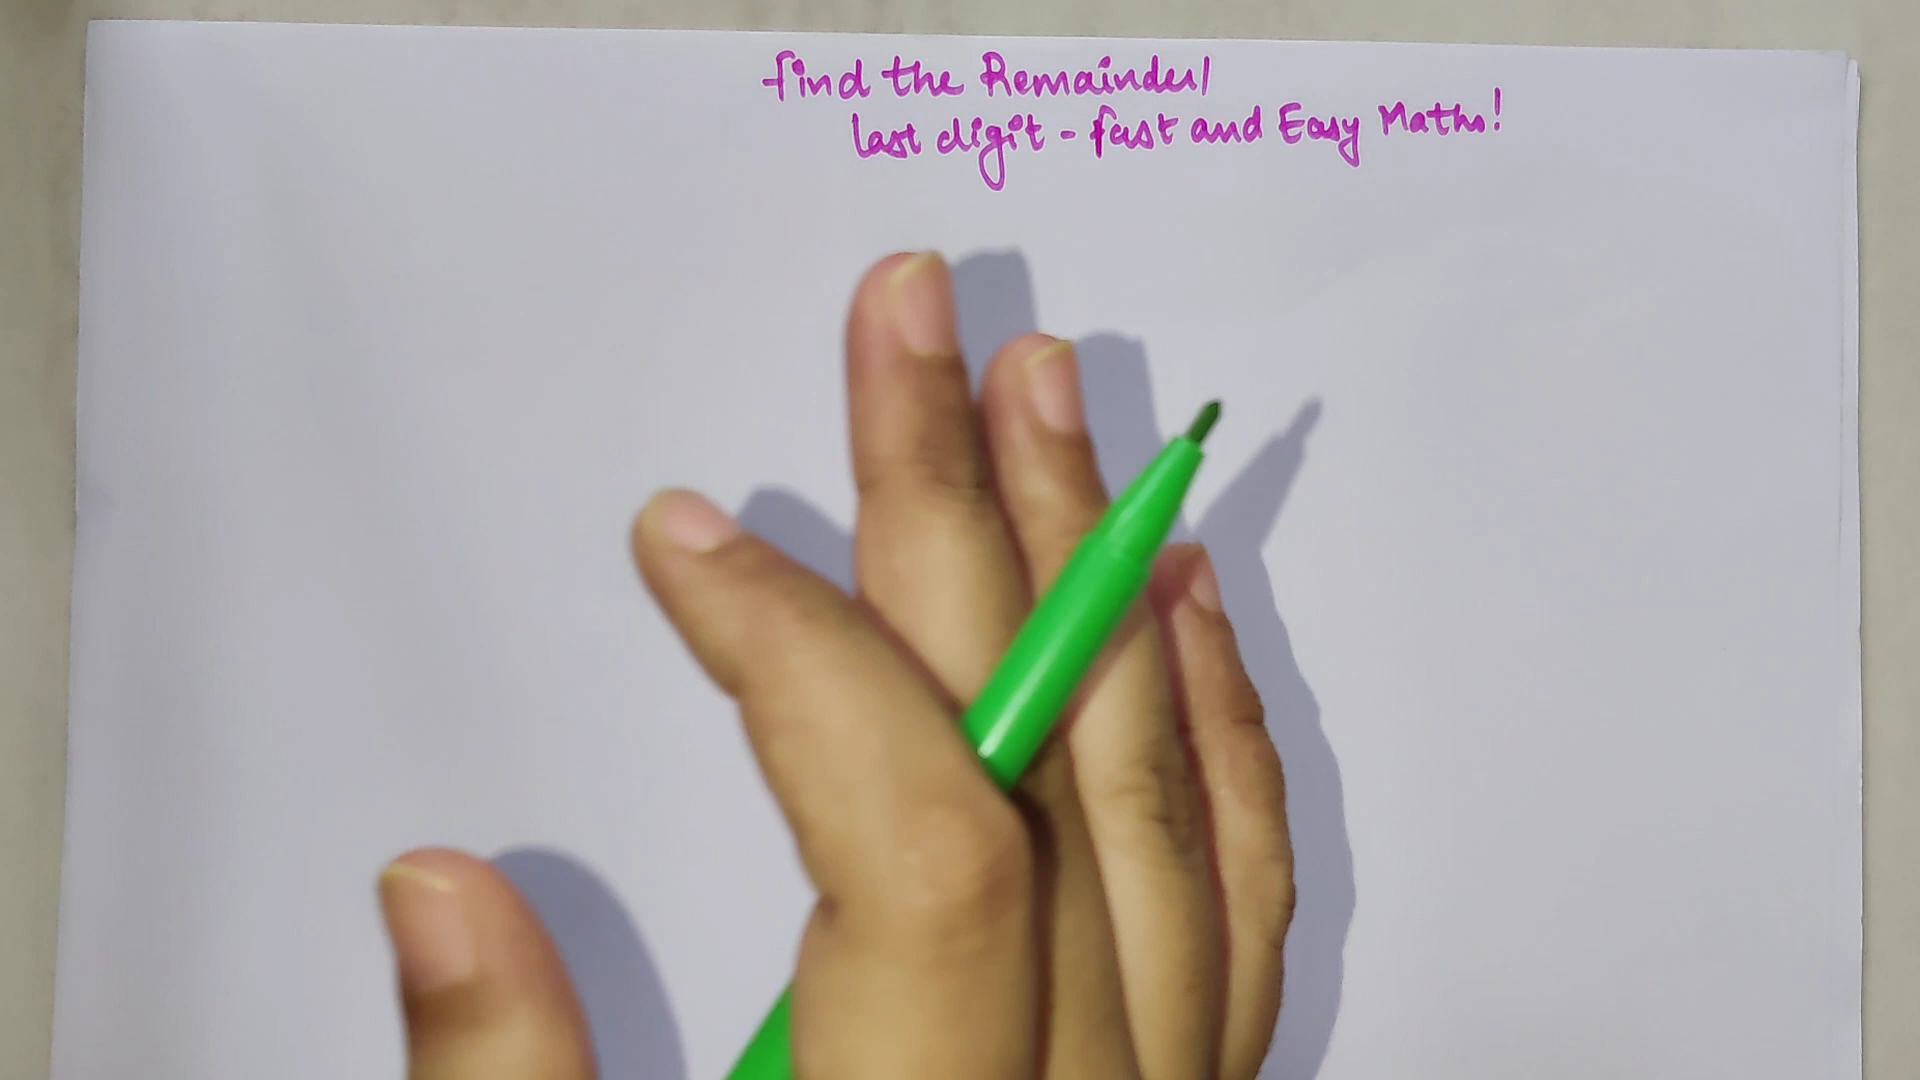 find the Remainder/
last digit - fast and Easy Maths!